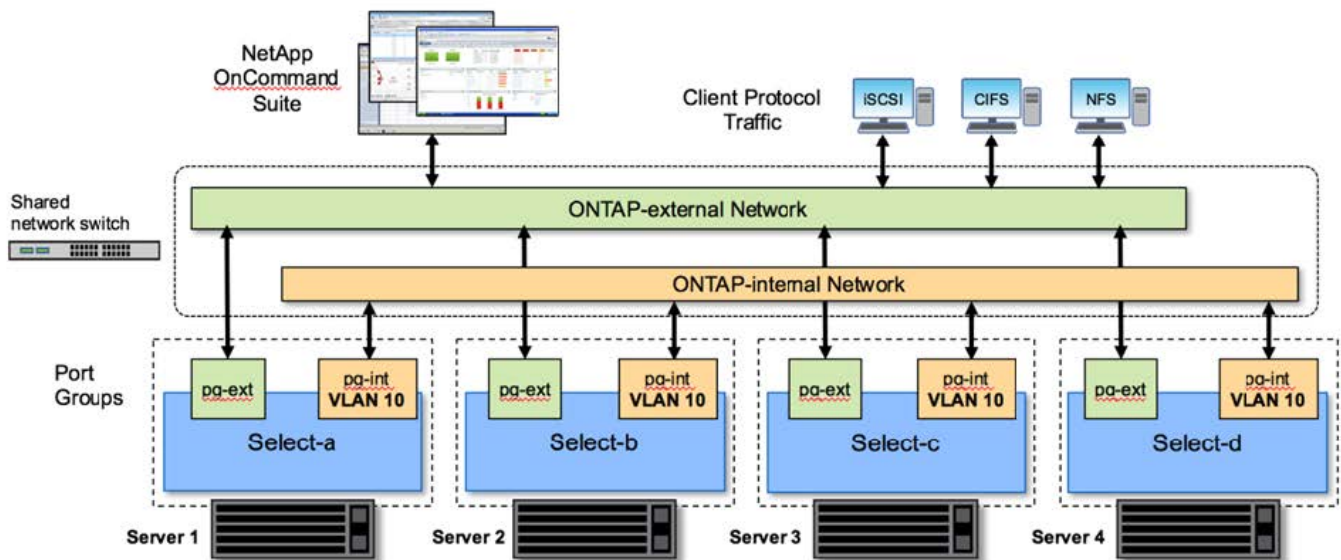 NetApp
OnCommand
Suite
Client Protocol
Traffic
iSCSI
CIFS
NFS
Shared
network switch
ONTAP-external Network
ONTAP-internal Network
Port
Groups
pg-ext
pg-int
VLAN 10
pg-ext
pg-int
VLAN 10
pg-ext
pg-int
VLAN 10
pg-ext
pg-int
VLAN 10
Select-a
Select-b
Select-c
Select-d
Server 1
Server 2
Server 3
Server 4